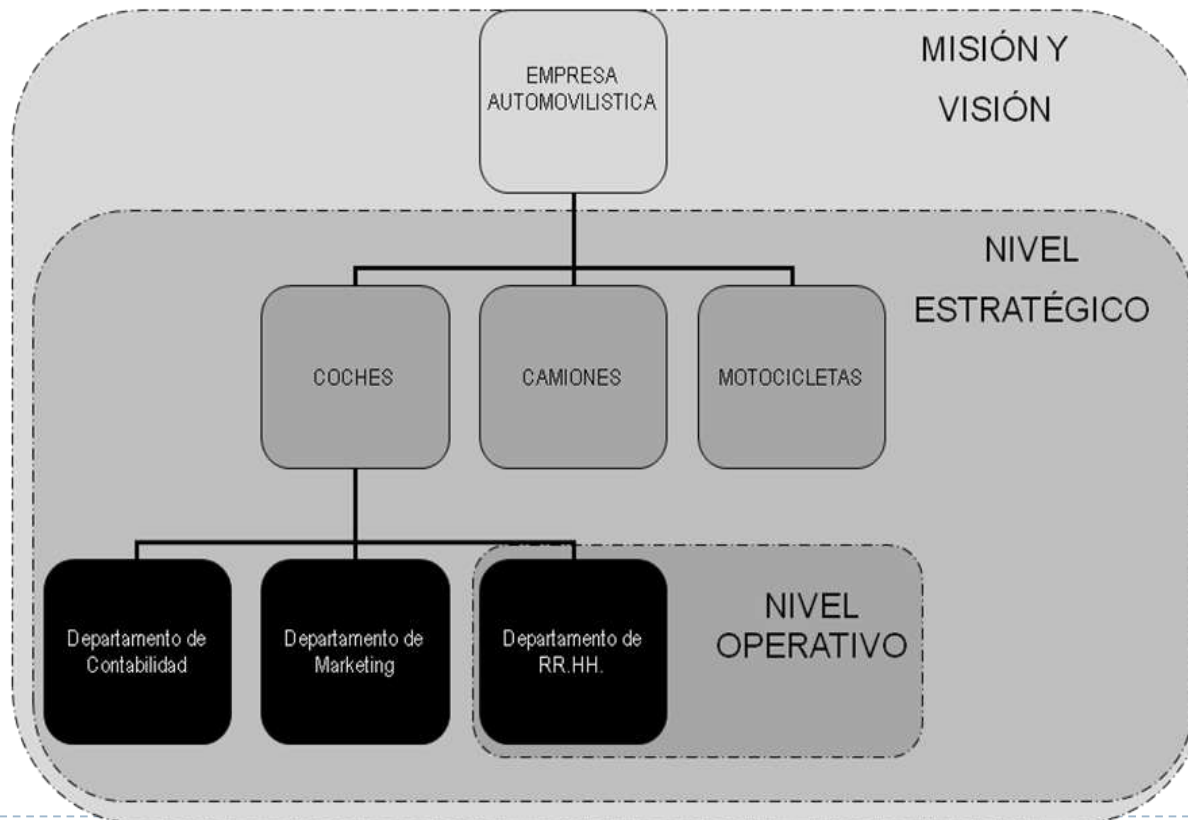 EMPRESA
AUTOMOVILISTICA
MISIÓN Y
VISIÓN
NIVEL
ESTRATÉGICO
COCHES
CAMIONES
MOTOCICLETAS
Departamento de
Contabilidad
Departamento de
Marketing
Departamento de
RR.HH.
NIVEL
OPERATIVO